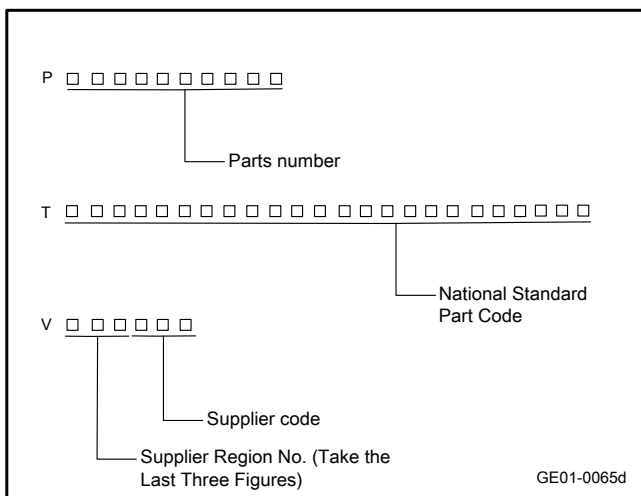 P □ □ □ □ □ □ □ □ □ □
Parts number
T □ □ □ □ □ □ □ □ □ □ □ □ □ □ □ □ □ □ □ □ □ □ □ □
National Standard
Part Code
V □ □ □ □ □ □
Supplier code
Supplier Region No. (Take the
Last Three Figures)
GE01-0065d